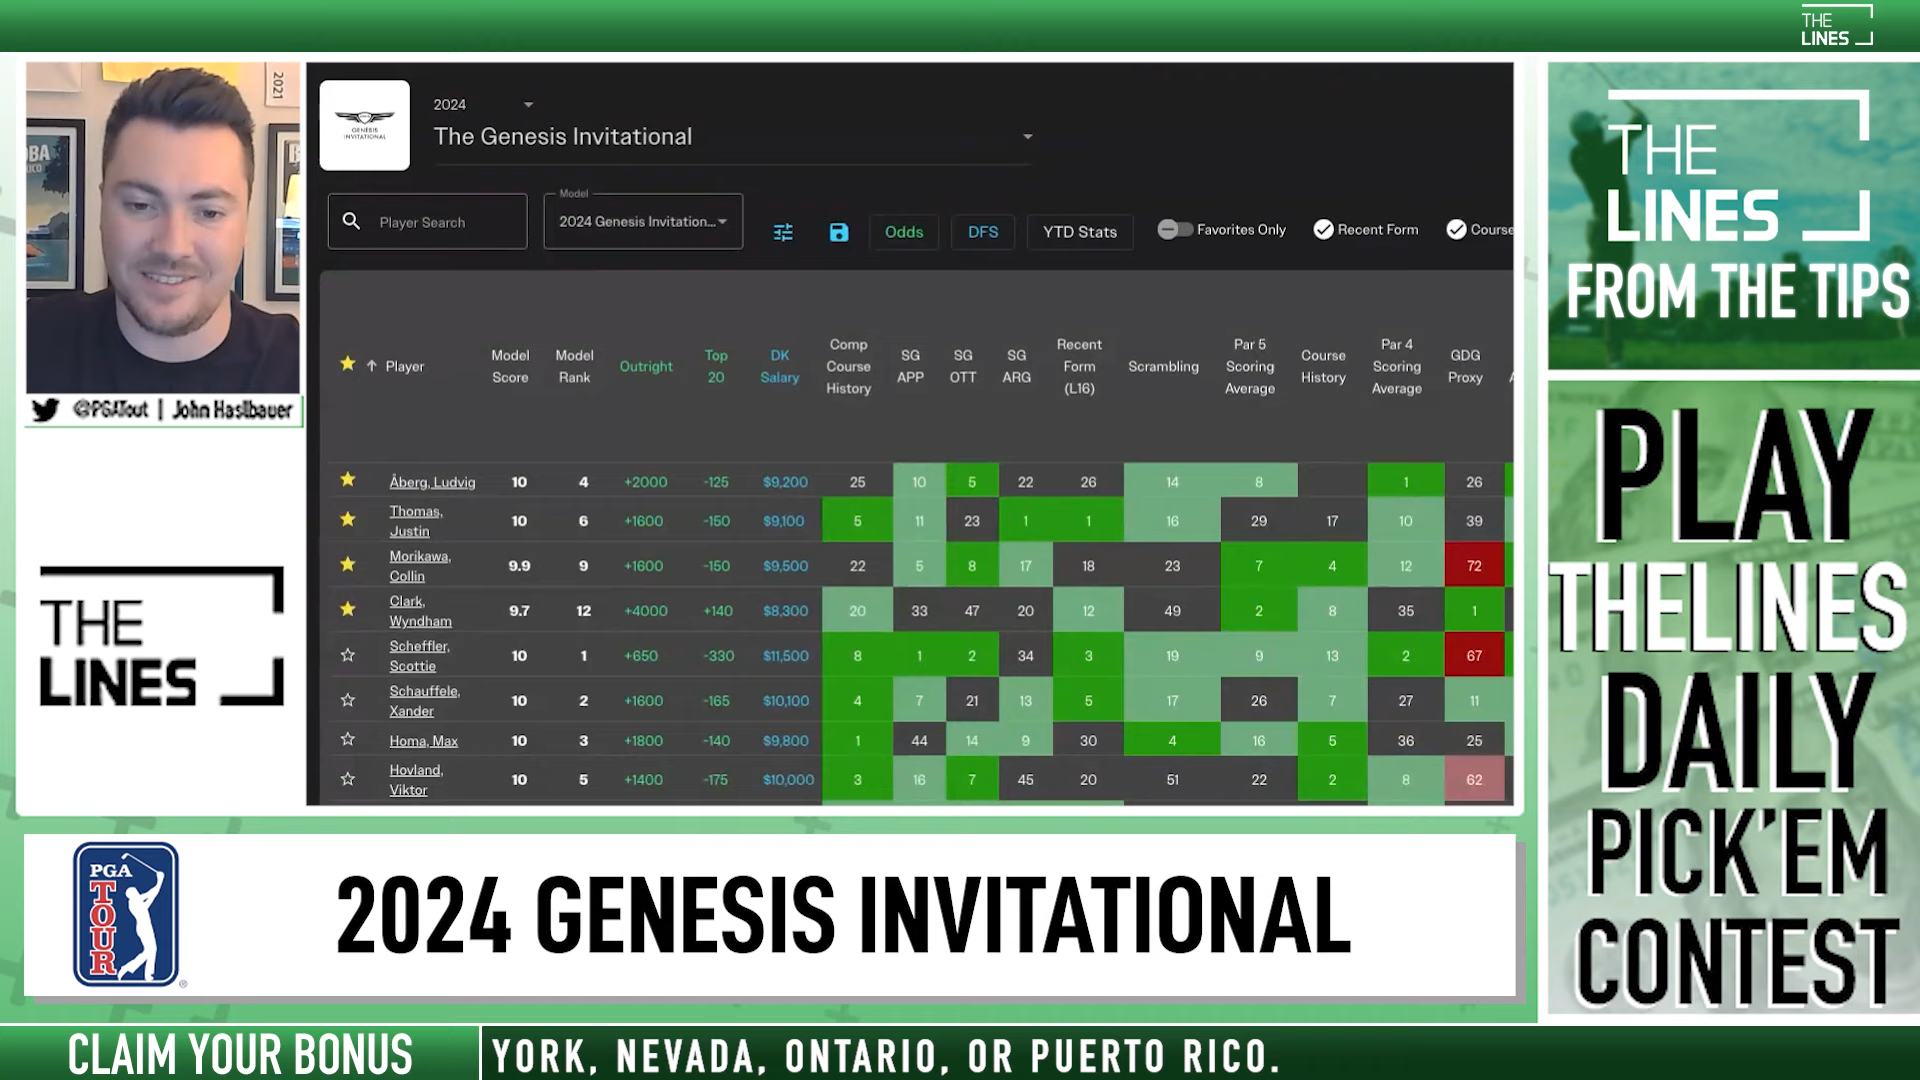 THE
LINES
2021
2024
The Genesis Invitational
GENESIS
INVITATIONAL
Model
Player Search
2024 Genesis Invitation...
Odds
DFS
YTD Stats
Favorites Only
Recent Form
Course
Player
Model Score
Model Rank
Outright
Top 20
DK Salary
Comp Course History
SG APP
SG OTT
SG ARG
Recent Form (L16)
Scrambling
Par 5 Scoring Average
Course History
Par 4 Scoring Average
GDG Proxy
Åberg, Ludvig 10 4 +2000 -125 $9,200 25 10 5 22 26 14 8 1 26
Thomas, Justin 10 6 +1600 -150 $9,100 5 11 23 1 1 16 29 17 10 39
Morikawa, Collin 9.9 9 +1600 -150 $9,500 22 5 8 17 18 23 7 4 12 72
Clark, Wyndham 9.7 12 +4000 +140 $8,300 20 33 47 20 12 49 2 8 35 1
Scheffler, Scottie 10 1 +650 -330 $11,500 8 1 2 34 3 19 9 13 2 67
Schauffele, Xander 10 2 +1600 -165 $10,100 4 7 21 13 5 17 26 7 27 11
Homa, Max 10 3 +1800 -140 $9,800 1 44 14 9 30 4 16 5 36 25
Hovland, Viktor 10 5 +1400 -175 $10,000 3 16 7 45 20 51 22 2 8 62
@PGATout | John Haslbauer
THE
LINES
THE
LINES
FROM THE TIPS
PLAY
THELINES
DAILY
PICK'EM
CONTEST
PGA
TOUR
2024 GENESIS INVITATIONAL
CLAIM YOUR BONUS
YORK, NEVADA, ONTARIO, OR PUERTO RICO.